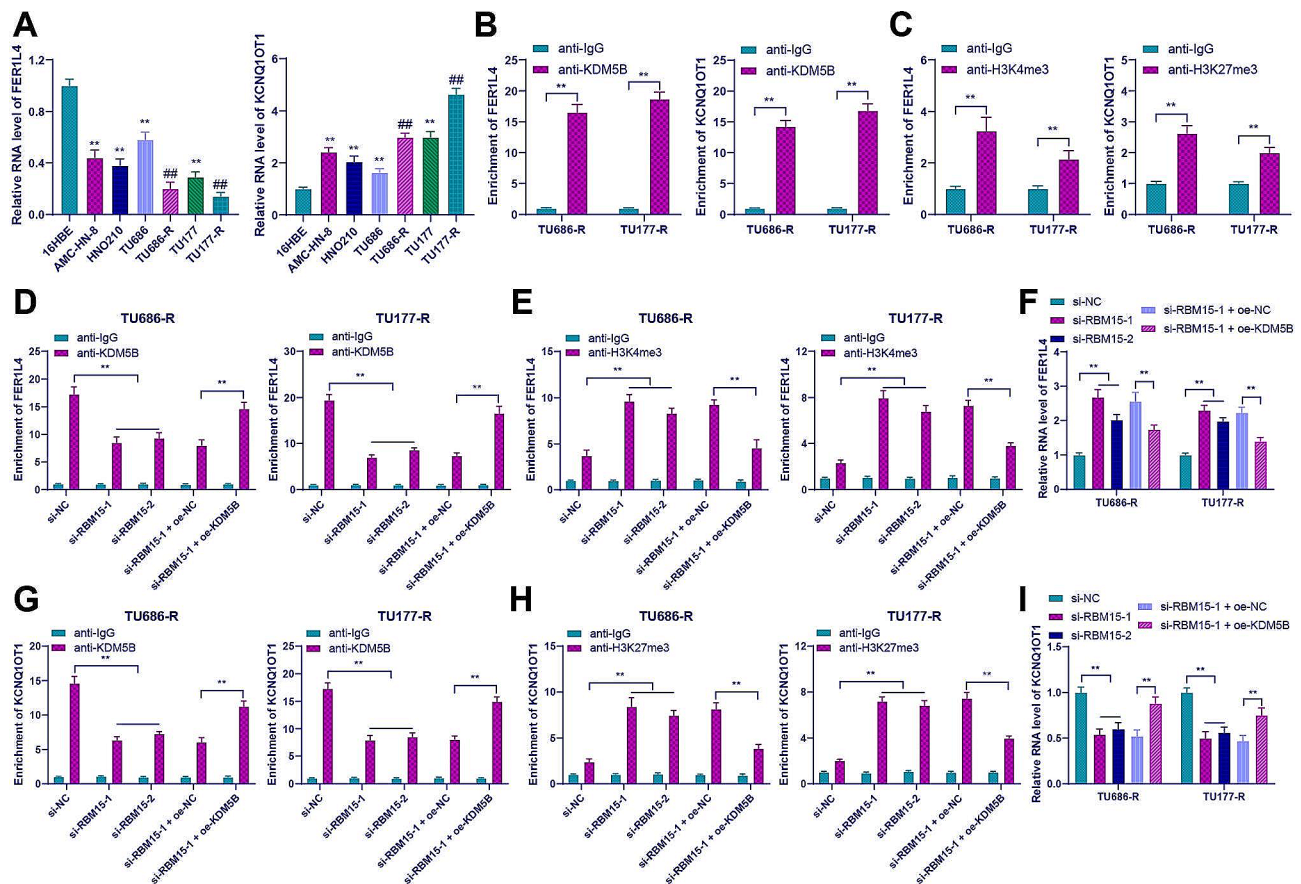 A
Relative RNA level of FER1L4
1.2
0.8
0.4
0.0
**
**
**
##
**
##
16HBE
AMC-HN-8
HNO210
TU686
TU686-R
TU177
TU177-R
Relative RNA level of KCNQ1OT1
6.0
4.5
3.0
1.5
0.0
**
**
**
##
**
##
16HBE
AMC-HN-8
HNO210
TU686
TU686-R
TU177
TU177-R
B
anti-IgG
anti-KDM5B
Enrichment of FER1L4
25
20
15
10
5
0
**
**
TU686-R
TU177-R
anti-IgG
anti-KDM5B
Enrichment of KCNQ1OT1
25
20
15
10
5
0
**
**
TU686-R
TU177-R
C
anti-IgG
anti-H3K4me3
Enrichment of FER1L4
6
4
2
0
**
**
TU686-R
TU177-R
anti-IgG
anti-H3K27me3
Enrichment of KCNQ1OT1
5
4
3
2
1
0
**
**
TU686-R
TU177-R
D
TU686-R
anti-IgG
anti-KDM5B
Enrichment of FER1L4
25
20
15
10
5
0
**
**
si-NC
si-RBM15-1
si-RBM15-2
si-RBM15-1 + oe-NC
si-RBM15-1 + oe-KDM5B
TU177-R
anti-IgG
anti-KDM5B
Enrichment of FER1L4
30
20
10
0
**
**
si-NC
si-RBM15-1
si-RBM15-2
si-RBM15-1 + oe-NC
si-RBM15-1 + oe-KDM5B
E
TU686-R
anti-IgG
anti-H3K4me3
Enrichment of FER1L4
15
10
5
0
**
**
si-NC
si-RBM15-1
si-RBM15-2
si-RBM15-1 + oe-NC
si-RBM15-1 + oe-KDM5B
TU177-R
anti-IgG
anti-H3K4me3
Enrichment of FER1L4
12
8
4
0
**
**
si-NC
si-RBM15-1
si-RBM15-2
si-RBM15-1 + oe-NC
si-RBM15-1 + oe-KDM5B
F
si-NC
si-RBM15-1
si-RBM15-2
si-RBM15-1 + oe-NC
si-RBM15-1 + oe-KDM5B
Relative RNA level of FER1L4
4
3
2
1
0
**
**
**
**
TU686-R
TU177-R
G
TU686-R
anti-IgG
anti-KDM5B
Enrichment of KCNQ1OT1
20
15
10
5
0
**
**
si-NC
si-RBM15-1
si-RBM15-2
si-RBM15-1 + oe-NC
si-RBM15-1 + oe-KDM5B
TU177-R
anti-IgG
anti-KDM5B
Enrichment of KCNQ1OT1
25
20
15
10
5
0
**
**
si-NC
si-RBM15-1
si-RBM15-2
si-RBM15-1 + oe-NC
si-RBM15-1 + oe-KDM5B
H
TU686-R
anti-IgG
anti-H3K27me3
Enrichment of KCNQ1OT1
15
10
5
0
**
**
si-NC
si-RBM15-1
si-RBM15-2
si-RBM15-1 + oe-NC
si-RBM15-1 + oe-KDM5B
TU177-R
anti-IgG
anti-H3K27me3
Enrichment of KCNQ1OT1
12
8
4
0
**
**
si-NC
si-RBM15-1
si-RBM15-2
si-RBM15-1 + oe-NC
si-RBM15-1 + oe-KDM5B
I
si-NC
si-RBM15-1
si-RBM15-2
si-RBM15-1 + oe-NC
si-RBM15-1 + oe-KDM5B
Relative RNA level of KCNQ1OT1
1.5
1.0
0.5
0.0
**
**
**
**
TU686-R
TU177-R